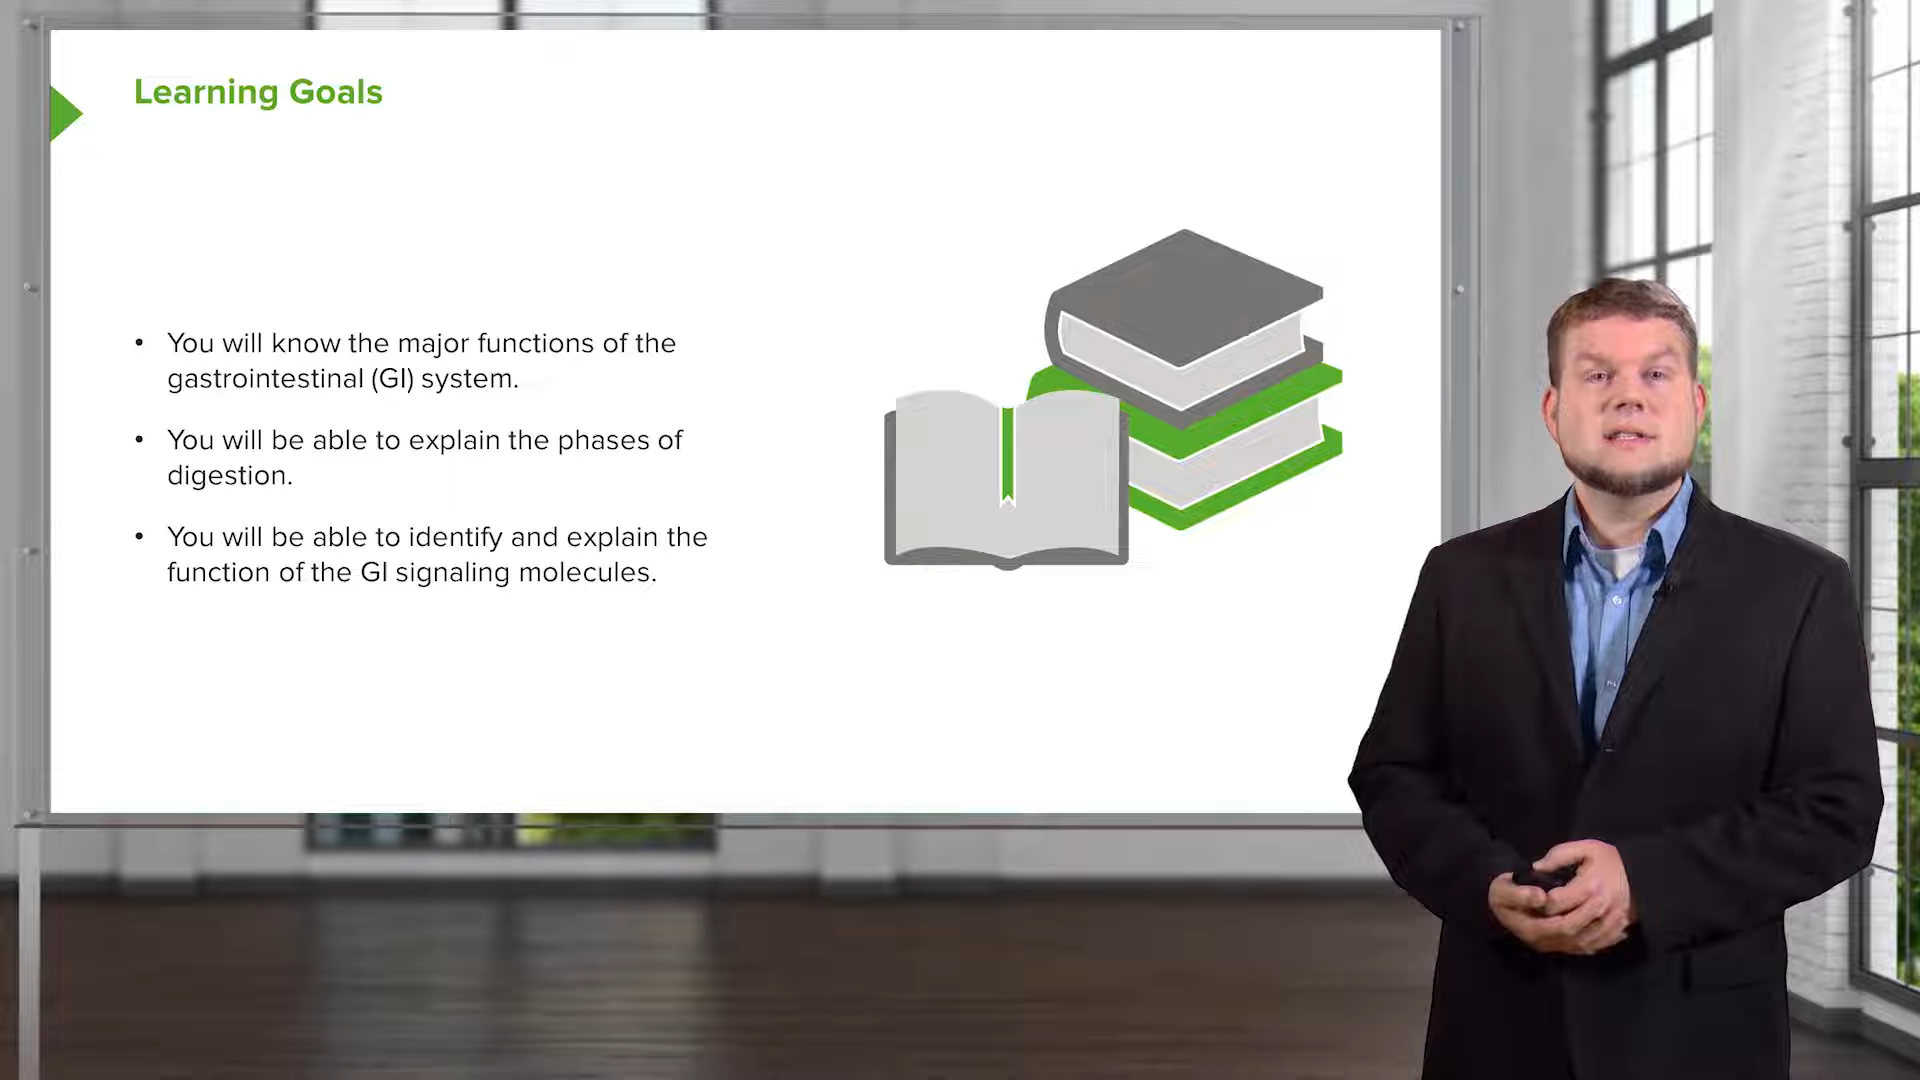 Learning Goals
• You will know the major functions of the
gastrointestinal (GI) system.
• You will be able to explain the phases of
digestion.
• You will be able to identify and explain the
function of the GI signaling molecules.